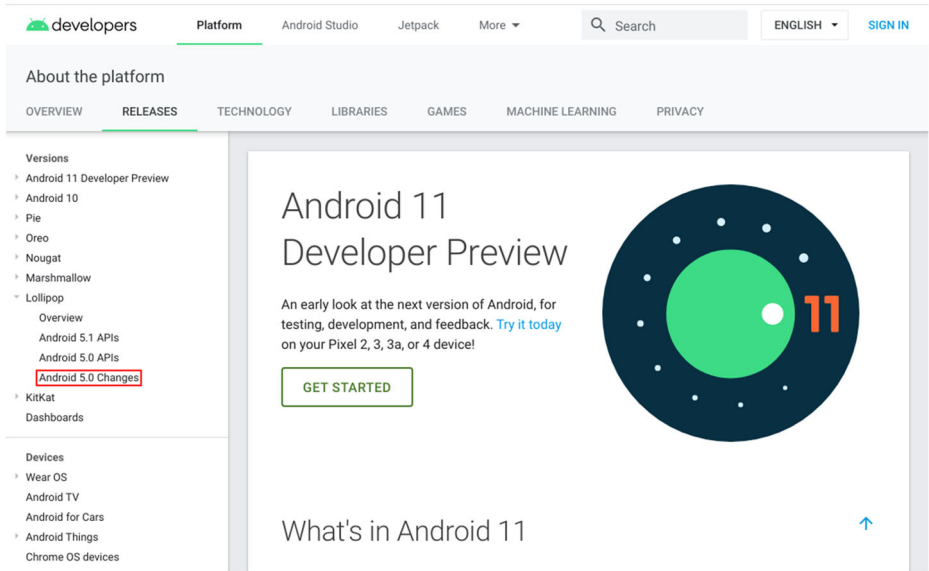 developers Platform Android Studio Jetpack More Search ENGLISH SIGN IN
About the platform
OVERVIEW RELEASES TECHNOLOGY LIBRARIES GAMES MACHINE LEARNING PRIVACY
Versions
Android 11 Developer Preview
Android 10
Pie
Oreo
Nougat
Marshmallow
Lollipop
Overview
Android 5.1 APIs
Android 5.0 APIs
Android 5.0 Changes
KitKat
Dashboards
Devices
Wear OS
Android TV
Android for Cars
Android Things
Chrome OS devices
Android 11
Developer Preview
An early look at the next version of Android, for
testing, development, and feedback. Try it today
on your Pixel 2, 3, 3a, or 4 device!
GET STARTED
11
What's in Android 11